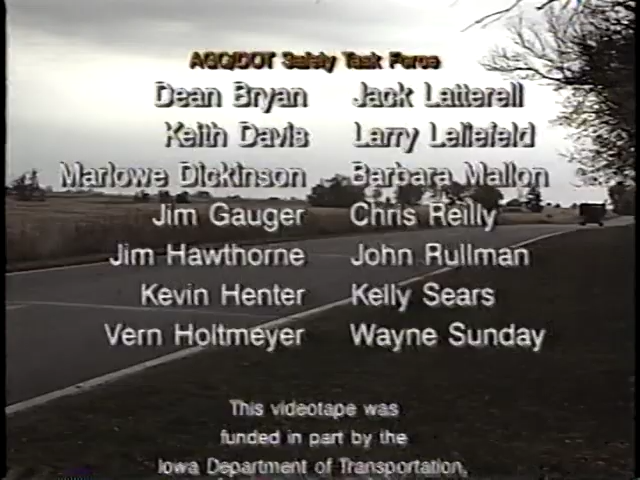 AGC/DOT Safety Task Force
Dean Bryan Jack Latterell
Keith Davis Larry Leliefeld
Marlowe Dickinson Barbara Mallon
Jim Gauger Chris Reilly
Jim Hawthorne John Rullman
Kevin Henter Kelly Sears
Vern Holtmeyer Wayne Sunday
This videotape was
funded in part by the
Iowa Department of Transportation,